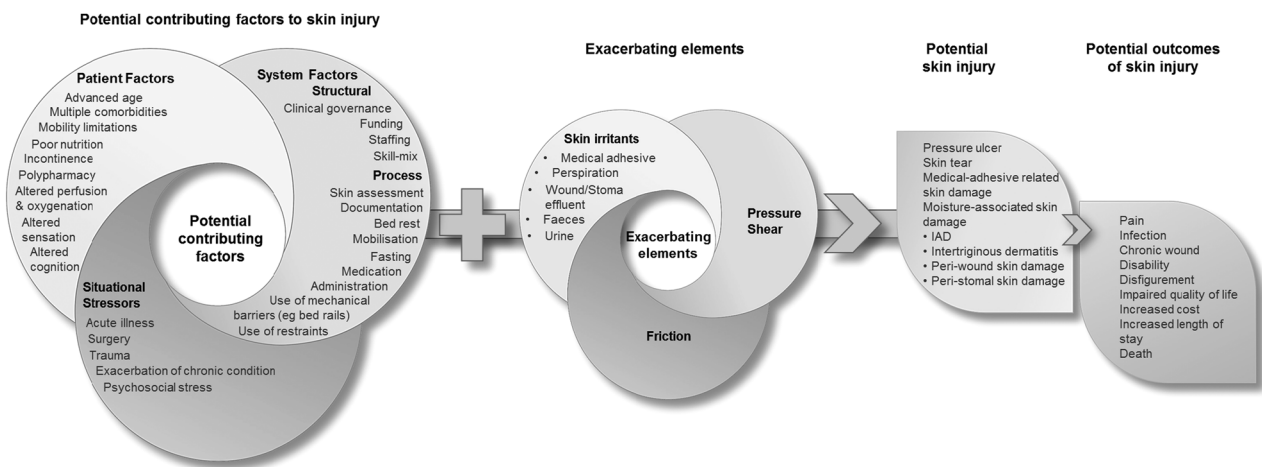 Potential contributing factors to skin injury
Patient Factors
Advanced age
Multiple comorbidities
Mobility limitations
Poor nutrition
Incontinence
Polypharmacy
Altered perfusion
& oxygenation
Altered
sensation
Altered
cognition
System Factors
Structural
Clinical governance
Funding
Staffing
Skill-mix
Process
Skin assessment
Documentation
Bed rest
Mobilisation
Fasting
Medication
Administration
Use of mechanical
barriers (eg bed rails)
Use of restraints
Potential
contributing
factors
Situational
Stressors
Acute illness
Surgery
Trauma
Exacerbation of chronic condition
Psychosocial stress
Exacerbating elements
Skin irritants
• Medical adhesive
• Perspiration
• Wound/Stoma
effluent
• Faeces
• Urine
Exacerbating
elements
Pressure
Shear
Friction
Potential
skin injury
Pressure ulcer
Skin tear
Medical-adhesive related
skin damage
Moisture-associated skin
damage
• IAD
• Intertriginous dermatitis
• Peri-wound skin damage
• Peri-stomal skin damage
Potential outcomes
of skin injury
Pain
Infection
Chronic wound
Disability
Disfigurement
Impaired quality of life
Increased cost
Increased length of
stay
Death